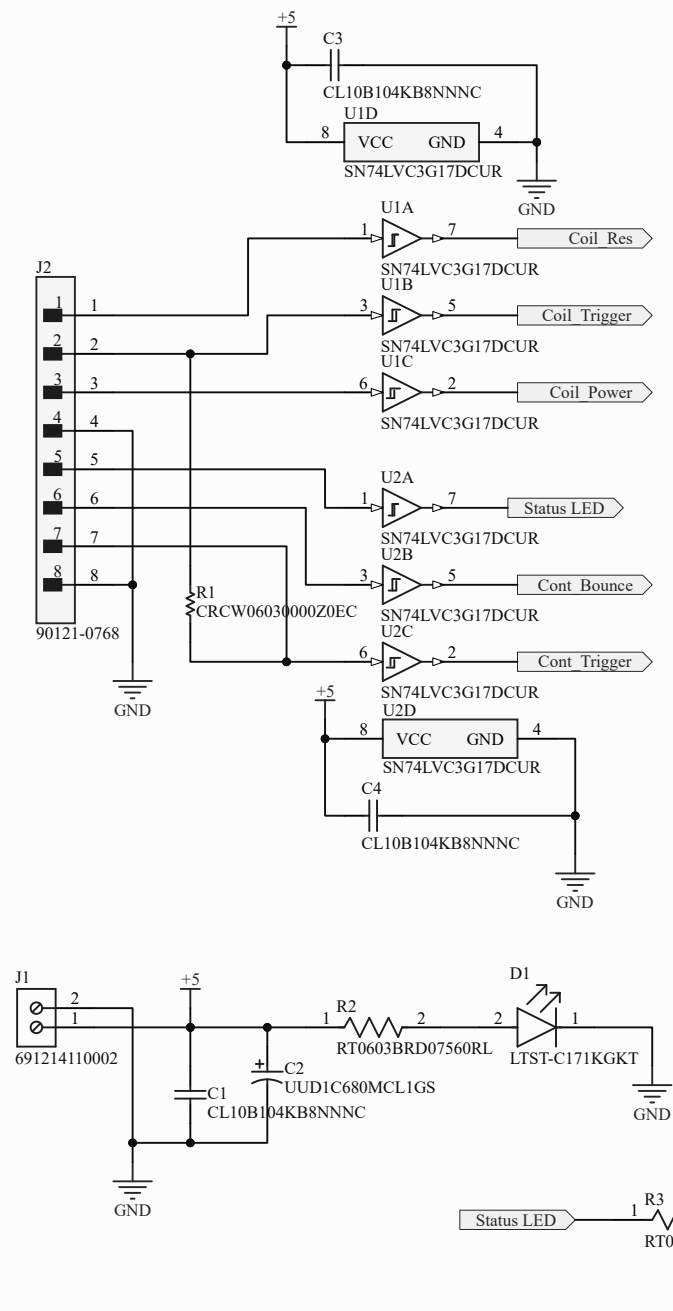 +5
C3
CL10B104KB8NNNC
U1D
8 VCC GND 4
SN74LVC3G17DCUR
GND
U1A
1 7 Coil_Res
SN74LVC3G17DCUR
J2
U1B
1 1 3 5 Coil_Trigger
2 2
SN74LVC3G17DCUR
U1C
3 3 6 2 Coil_Power
SN74LVC3G17DCUR
4 4
5 5
U2A
6 6 1 7 Status LED
SN74LVC3G17DCUR
7 7
U2B
8 8 3 5 Cont_Bounce
R1
CRCW06030000Z0EC
SN74LVC3G17DCUR
90121-0768
U2C
6 2 Cont_Trigger
SN74LVC3G17DCUR
GND
+5
U2D
8 VCC GND 4
SN74LVC3G17DCUR
C4
CL10B104KB8NNNC
GND
J1
+5
D1
2
1
R2
1 2
2 1
691214110002
RT0603BRD07560RL
LTST-C171KGKT
+
C2
UUD1C680MCL1GS
C1
CL10B104KB8NNNC
GND
GND
R3
Status LED 1
RT0